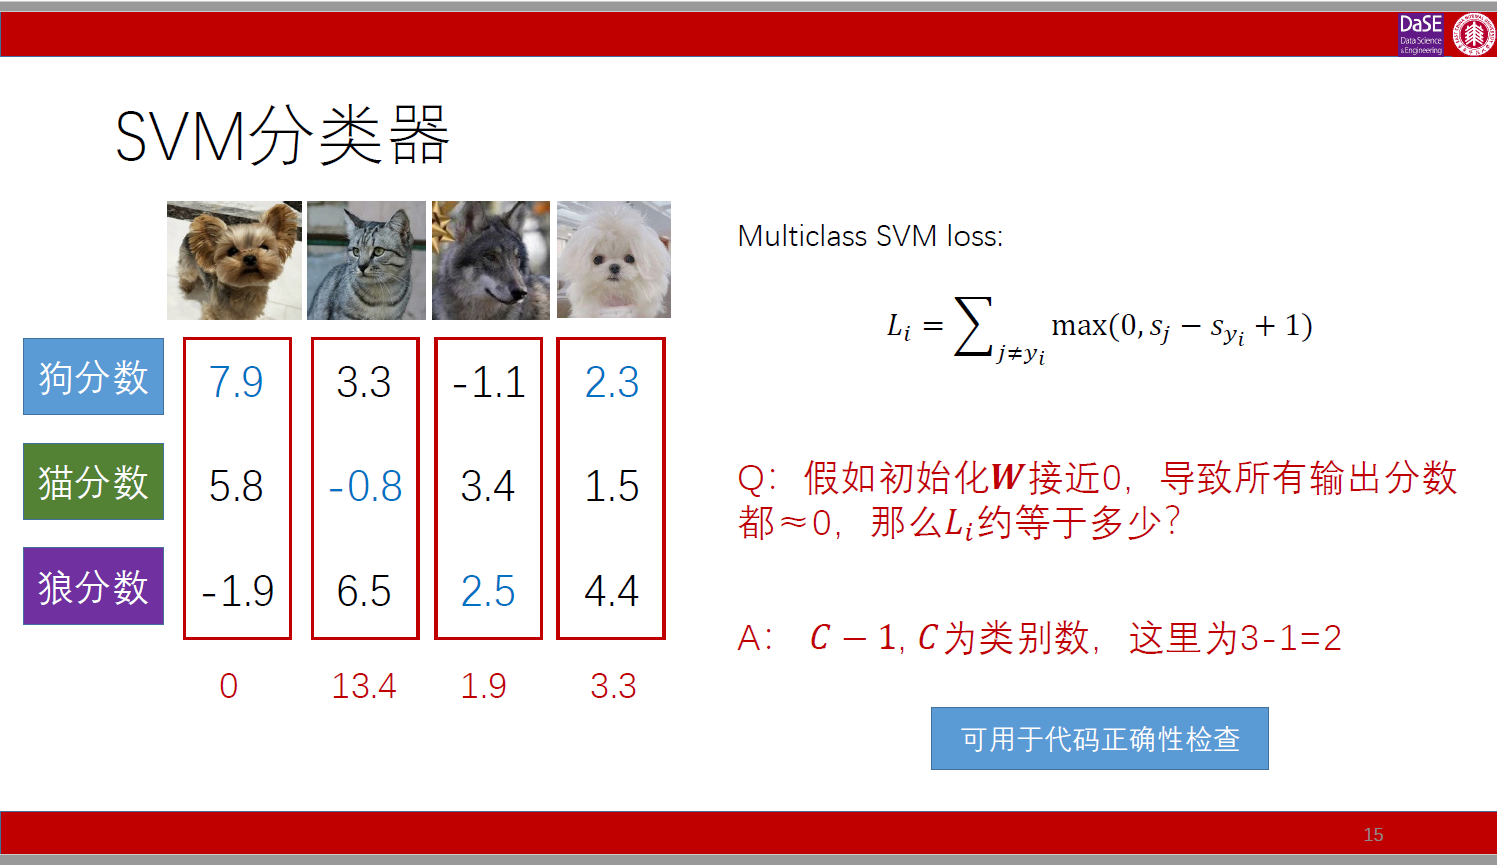 DaSE
Data Science
& Engineering
SVM分类器
Multiclass SVM loss:
L_i = ∑_{j≠y_i} max(0, s_j − s_{y_i} + 1)
狗分数 7.9 3.3 -1.1 2.3
猫分数 5.8 -0.8 3.4 1.5
狼分数 -1.9 6.5 2.5 4.4
0 13.4 1.9 3.3
Q：假如初始化W接近0，导致所有输出分数
都≈0，那么L_i约等于多少?
A： C − 1, C为类别数，这里为3-1=2
可用于代码正确性检查
15